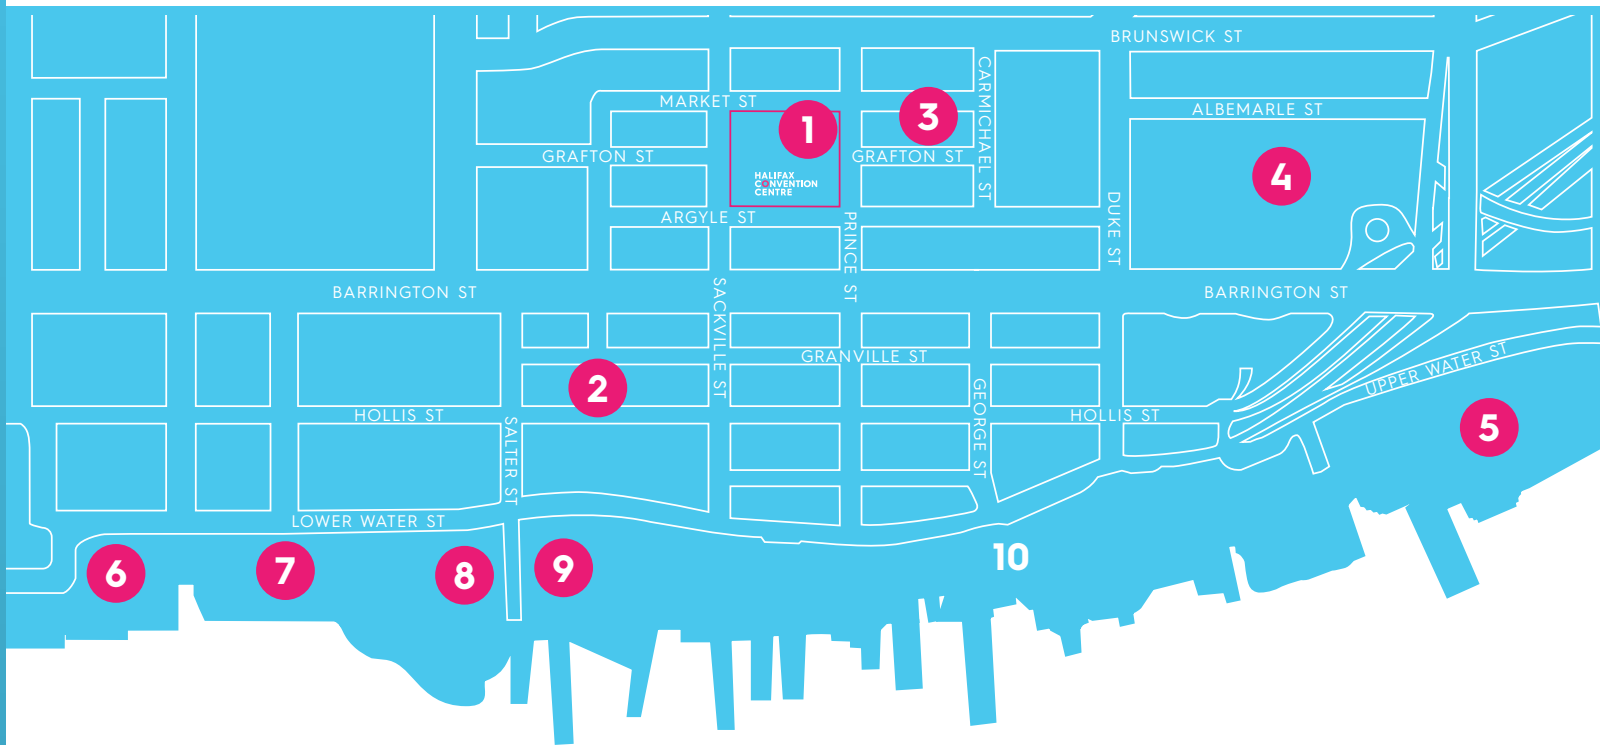 BRUNSWICK ST
CARMICHAEL ST
MARKET ST
3
ALBEMARLE ST
1
GRAFTON ST
GRAFTON ST
4
HALIFAX
CONVENTION
CENTRE
ARGYLE ST
PRINCE ST
DUKE ST
BARRINGTON ST
BARRINGTON ST
SACKVILLE ST
GRANVILLE ST
UPPER WATER ST
2
GEORGE ST
HOLLIS ST
HOLLIS ST
SALTER ST
5
LOWER WATER ST
6
7
8
9
10